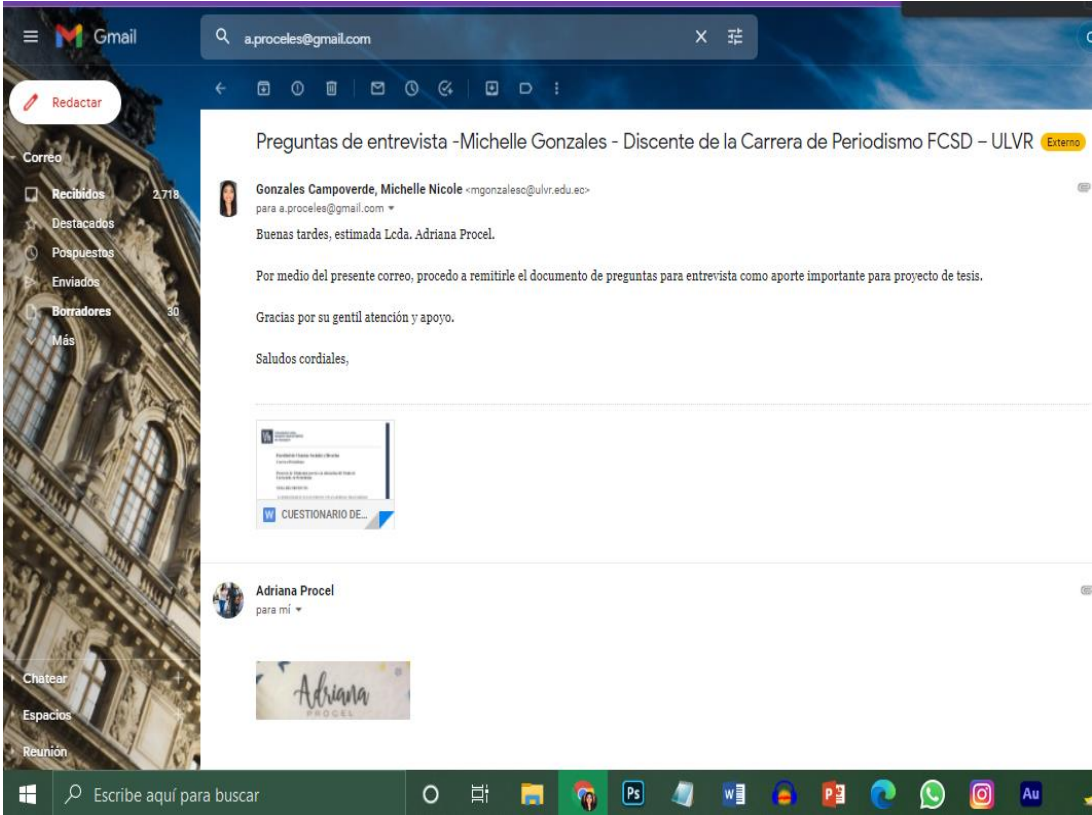 Gmail
a.proceles@gmail.com
Redactar
Correo
Recibidos 2.718
Destacados
Pospuestos
Enviados
Borradores 30
Más
Preguntas de entrevista -Michelle Gonzales - Discente de la Carrera de Periodismo FCSD – ULVR Externo
Gonzales Campoverde, Michelle Nicole <mgonzalesc@ulvr.edu.ec>
para a.proceles@gmail.com
Buenas tardes, estimada Lcda. Adriana Procel.
Por medio del presente correo, procedo a remitirle el documento de preguntas para entrevista como aporte importante para proyecto de tesis.
Gracias por su gentil atención y apoyo.
Saludos cordiales,
W CUESTIONARIO DE...
Adriana Procel
para mí
Adriana
PROCEL
Chatear
Espacios
Reunión
Escribe aquí para buscar
Ps
W
P
Au